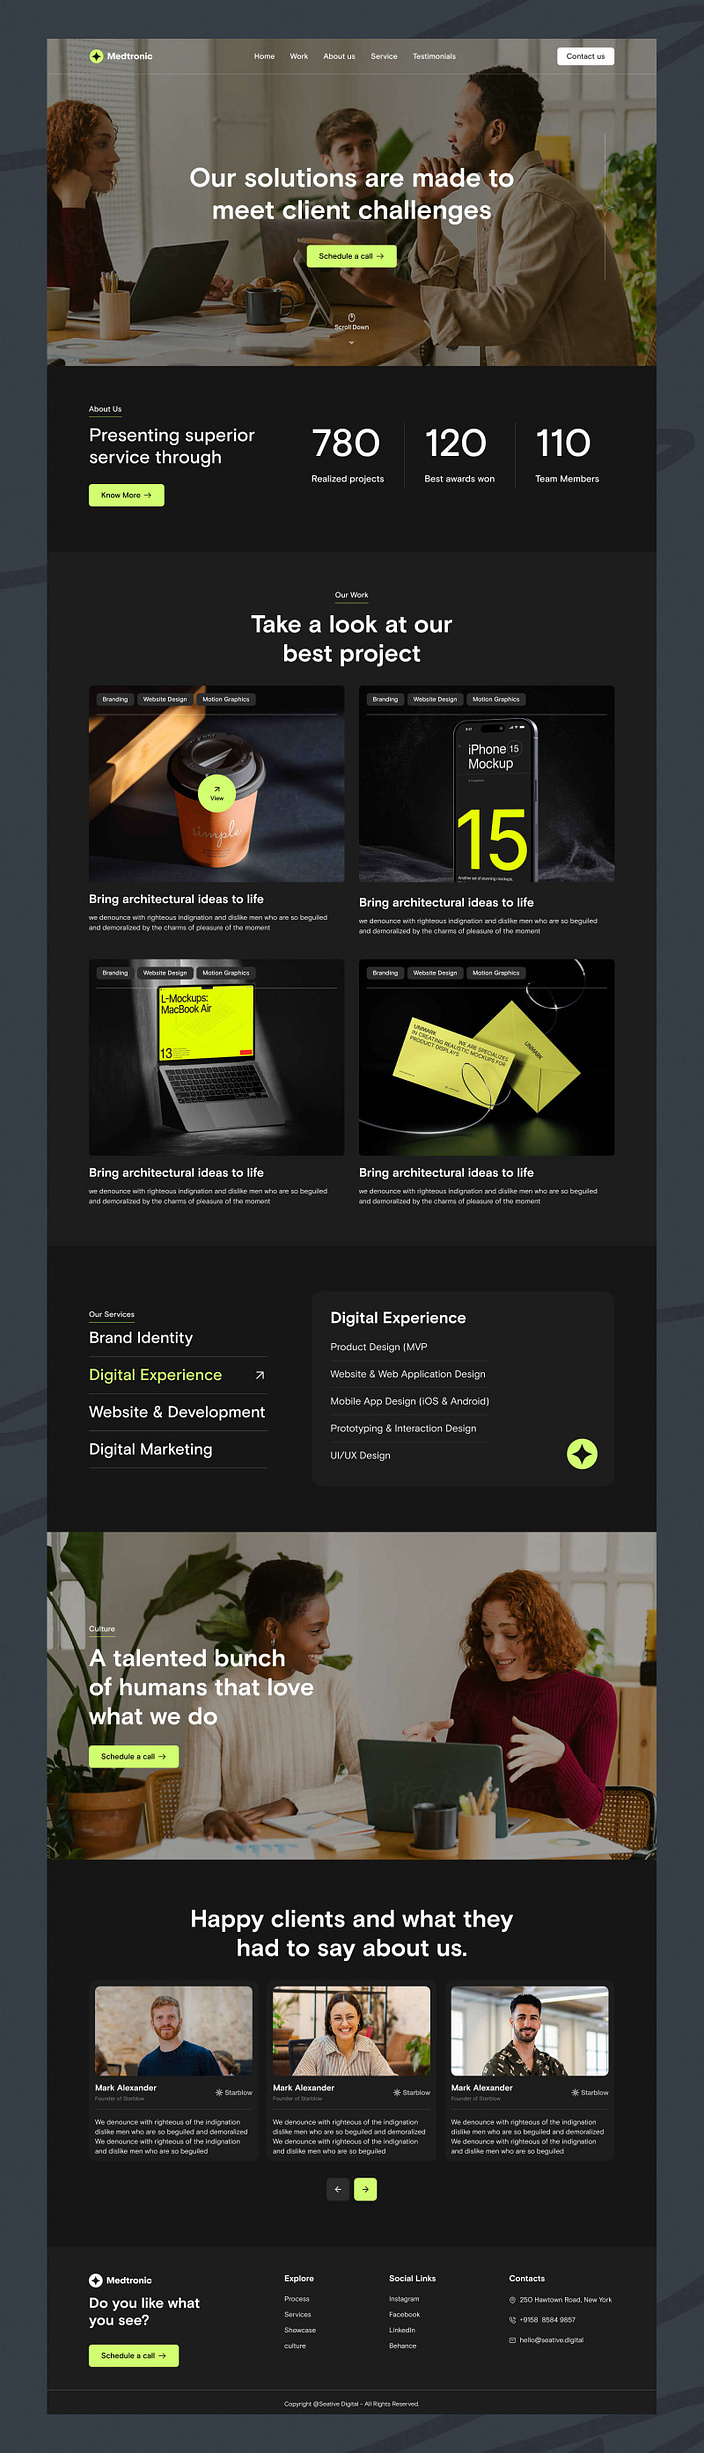 Medtronic
Home Work About us Service Testimonials
Contact us
Our solutions are made to
meet client challenges
Schedule a call →
Scroll Down
About Us
Presenting superior
service through
Know More →
780
Realized projects
120
Best awards won
110
Team Members
Our Work
Take a look at our
best project
Branding Website Design Motion Graphics
View
simple
Bring architectural ideas to life
we denounce with righteous indignation and dislike men who are so beguiled
and demoralized by the charms of pleasure of the moment
Branding Website Design Motion Graphics
iPhone 15
Mockup
15
Another set of stunning mockups.
Bring architectural ideas to life
we denounce with righteous indignation and dislike men who are so beguiled
and demoralized by the charms of pleasure of the moment
Branding Website Design Motion Graphics
L-Mockups:
MacBook Air
13
Bring architectural ideas to life
we denounce with righteous indignation and dislike men who are so beguiled
and demoralized by the charms of pleasure of the moment
Branding Website Design Motion Graphics
UNMARK
WE ARE SPECIALIZES
IN CREATING REALISTIC MOCKUPS FOR
PRODUCT DISPLAYS
UNMARK
Bring architectural ideas to life
we denounce with righteous indignation and dislike men who are so beguiled
and demoralized by the charms of pleasure of the moment
Our Services
Brand Identity
Digital Experience
Website & Development
Digital Marketing
Digital Experience
Product Design (MVP
Website & Web Application Design
Mobile App Design (iOS & Android)
Prototyping & Interaction Design
UI/UX Design
Culture
A talented bunch
of humans that love
what we do
Schedule a call →
Happy clients and what they
had to say about us.
Mark Alexander
Founder of Starblow
Starblow
We denounce with righteous of the indignation
dislike men who are so beguiled and demoralized
We denounce with righteous of the indignation
and dislike men who are so beguiled
Mark Alexander
Founder of Starblow
Starblow
We denounce with righteous of the indignation
dislike men who are so beguiled and demoralized
We denounce with righteous of the indignation
and dislike men who are so beguiled
Mark Alexander
Founder of Starblow
Starblow
We denounce with righteous of the indignation
dislike men who are so beguiled and demoralized
We denounce with righteous of the indignation
and dislike men who are so beguiled
Medtronic
Do you like what
you see?
Schedule a call →
Explore
Process
Services
Showcase
culture
Social Links
Instagram
Facebook
LinkedIn
Behance
Contacts
250 Hawtown Road, New York
+9158 8584 9857
hello@seative.digital
Copyright @Seative Digital - All Rights Reserved.